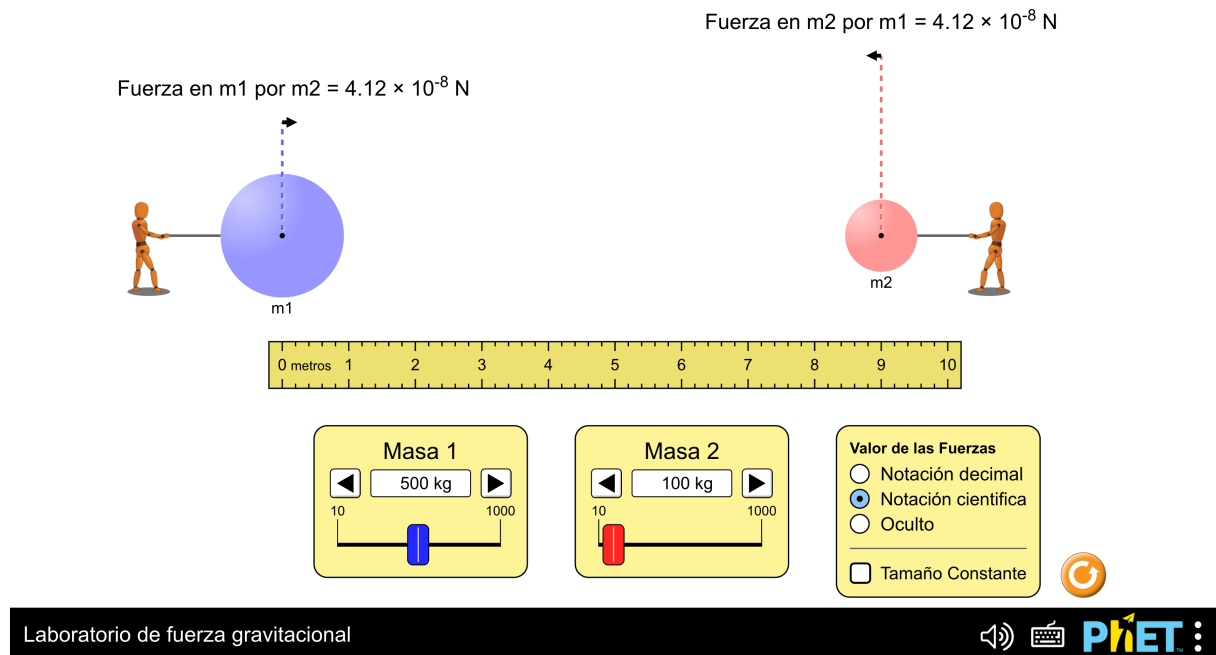 Fuerza en m2 por m1 = 4.12 × 10⁻⁸ N
Fuerza en m1 por m2 = 4.12 × 10⁻⁸ N
m1
m2
0 metros 1 2 3 4 5 6 7 8 9 10
Masa 1
500 kg
10 1000
Masa 2
100 kg
10 1000
Valor de las Fuerzas
Notación decimal
Notación cientifica
Oculto
Tamaño Constante
Laboratorio de fuerza gravitacional
PhET™